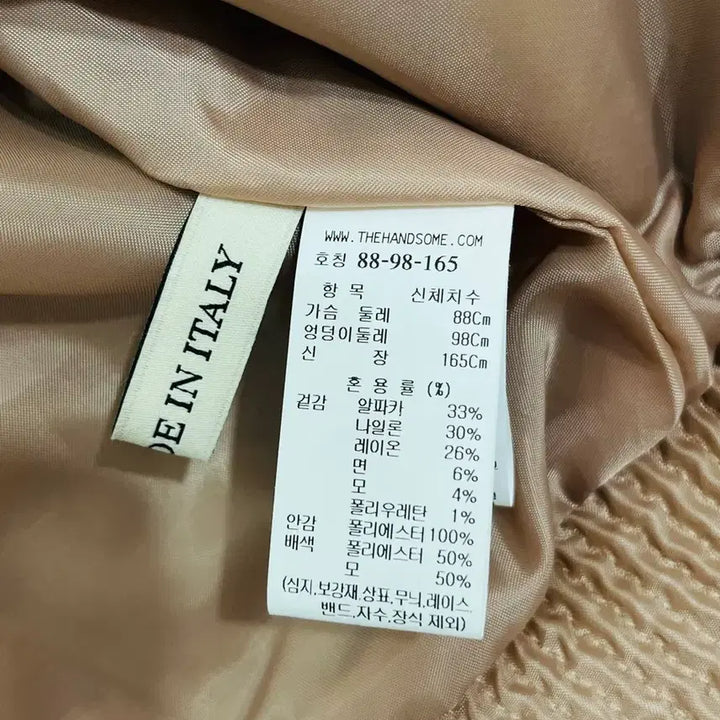 DE IN ITALY
WWW.THEHANDSOME.COM
호칭 88-98-165
항 목 신체치수
가슴 둘레 88Cm
엉덩이둘레 98Cm
신 장 165Cm
혼 용 률 (%)
겉감 알파카 33%
나일론 30%
레이온 26%
면 6%
모 4%
폴리우레탄 1%
안감 폴리에스터 100%
배색 폴리에스터 50%
모 50%
(심지.보강재.상표.무늬.레이스.
밴드.자수.장식 제외)